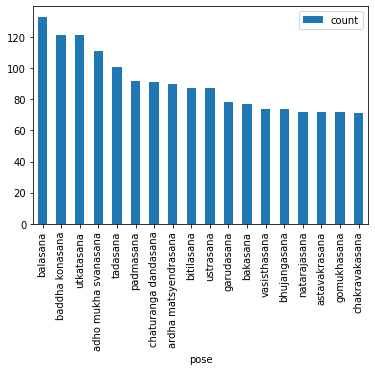 count
120
100
80
60
40
20
0
balasana
baddha konasana
utkatasana
adho mukha svanasana
tadasana
padmasana
chaturanga dandasana
ardha matsyendrasana
bitilasana
ustrasana
garudasana
bakasana
vasisthasana
bhujangasana
natarajasana
astavakrasana
gomukhasana
chakravakasana
pose